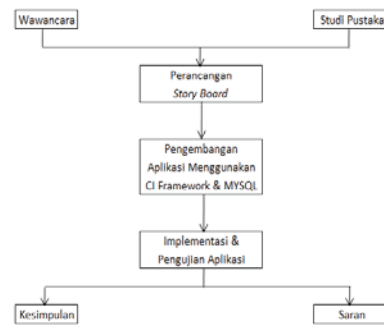 Wawancara
Studi Pustaka
Perancangan
Story Board
Pengembangan
Aplikasi Menggunakan
CI Framework & MYSQL
Implementasi &
Pengujian Aplikasi
Kesimpulan
Saran